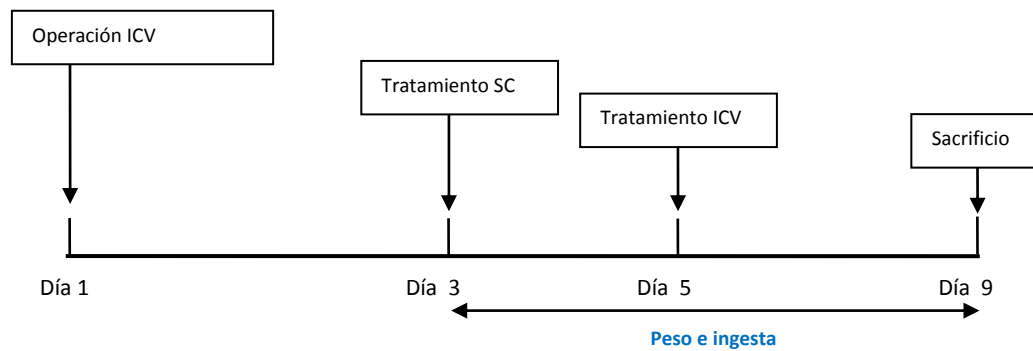 Operación ICV
Tratamiento SC
Tratamiento ICV
Sacrificio
Día 1
Día  3
Día  5
Día  9
Peso e ingesta